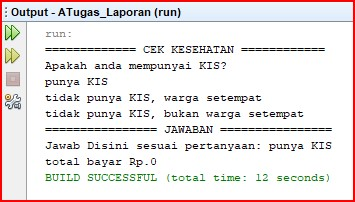 Output - ATugas_Laporan (run)
run:
============= CEK KESEHATAN ============
Apakah anda mempunyai KIS?
punya KIS
tidak punya KIS, warga setempat
tidak punya KIS, bukan warga setempat
================ JAWABAN ================
Jawab Disini sesuai pertanyaan: punya KIS
total bayar Rp.0
BUILD SUCCESSFUL (total time: 12 seconds)